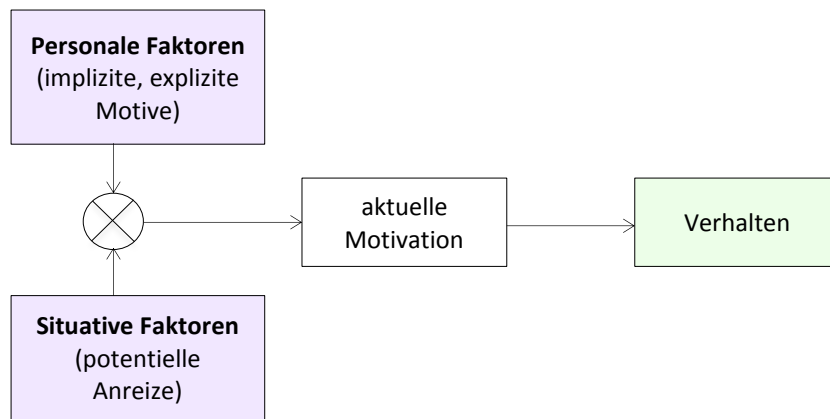 Personale Faktoren
(implizite, explizite
Motive)
aktuelle
Motivation
Verhalten
Situative Faktoren
(potentielle
Anreize)